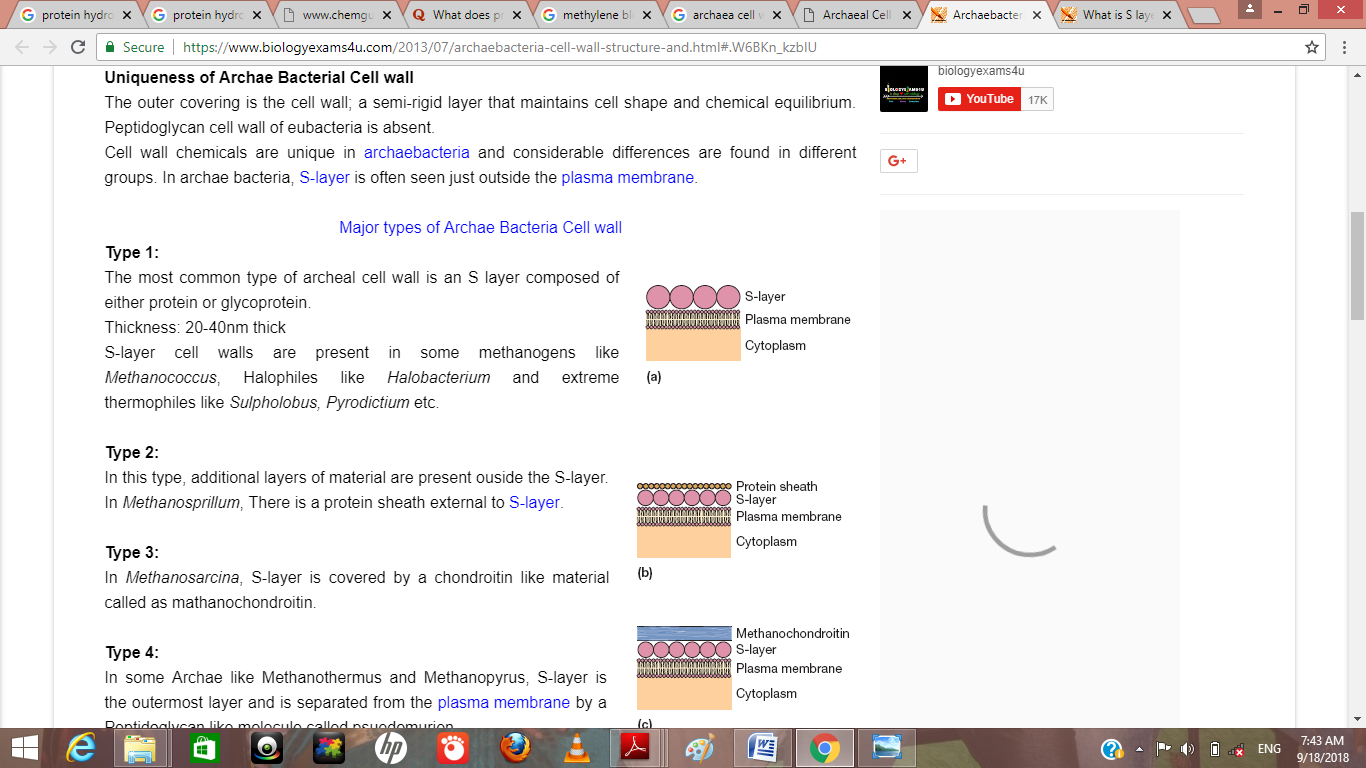 protein hydro
protein hydro
www.chemgu
What does p
methylene bl
archaea cell w
Archaeal Cell
Archaebacter
What is S laye
Secure
https://www.biologyexams4u.com/2013/07/archaebacteria-cell-wall-structure-and.html#.W6BKn_kzbIU
Uniqueness of Archae Bacterial Cell wall
The outer covering is the cell wall; a semi-rigid layer that maintains cell shape and chemical equilibrium.
Peptidoglycan cell wall of eubacteria is absent.
Cell wall chemicals are unique in archaebacteria and considerable differences are found in different
groups. In archae bacteria, S-layer is often seen just outside the plasma membrane.
Major types of Archae Bacteria Cell wall
Type 1:
The most common type of archeal cell wall is an S layer composed of
either protein or glycoprotein.
Thickness: 20-40nm thick
S-layer cell walls are present in some methanogens like
Methanococcus, Halophiles like Halobacterium and extreme
thermophiles like Sulpholobus, Pyrodictium etc.
S-layer
Plasma membrane
Cytoplasm
(a)
Type 2:
In this type, additional layers of material are present ouside the S-layer.
In Methanosprillum, There is a protein sheath external to S-layer.
Protein sheath
S-layer
Plasma membrane
Cytoplasm
(b)
Type 3:
In Methanosarcina, S-layer is covered by a chondroitin like material
called as mathanochondroitin.
Methanochondroitin
S-layer
Plasma membrane
Cytoplasm
(c)
Type 4:
In some Archae like Methanothermus and Methanopyrus, S-layer is
the outermost layer and is separated from the plasma membrane by a
Peptidoglycan like molecule called psuedomurion
biologyexams4u
YouTube 17K
G+
ENG
7:43 AM
9/18/2018